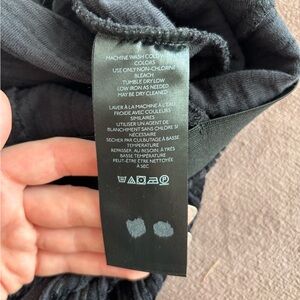 MACHINE WASH COLD WITH LIKE
COLORS
USE ONLY NON-CHLORINE
BLEACH
TUMBLE DRY LOW
LOW IRON AS NEEDED
MAY BE DRY CLEANED
LAVER À LA MACHINE À L'EAU
FROIDE AVEC COULEURS
SIMILAIRES
UTILISER UN AGENT DE
BLANCHIMENT SANS CHLORE SI
NÉCESSAIRE
SÉCHER PAR CULBUTAGE À BASSE
TEMPÉRATURE
REPASSER, AU BESOIN, À TRÈS
BASSE TEMPÉRATURE
PEUT-ÊTRE ÊTRE NETTOYÉE
À SEC